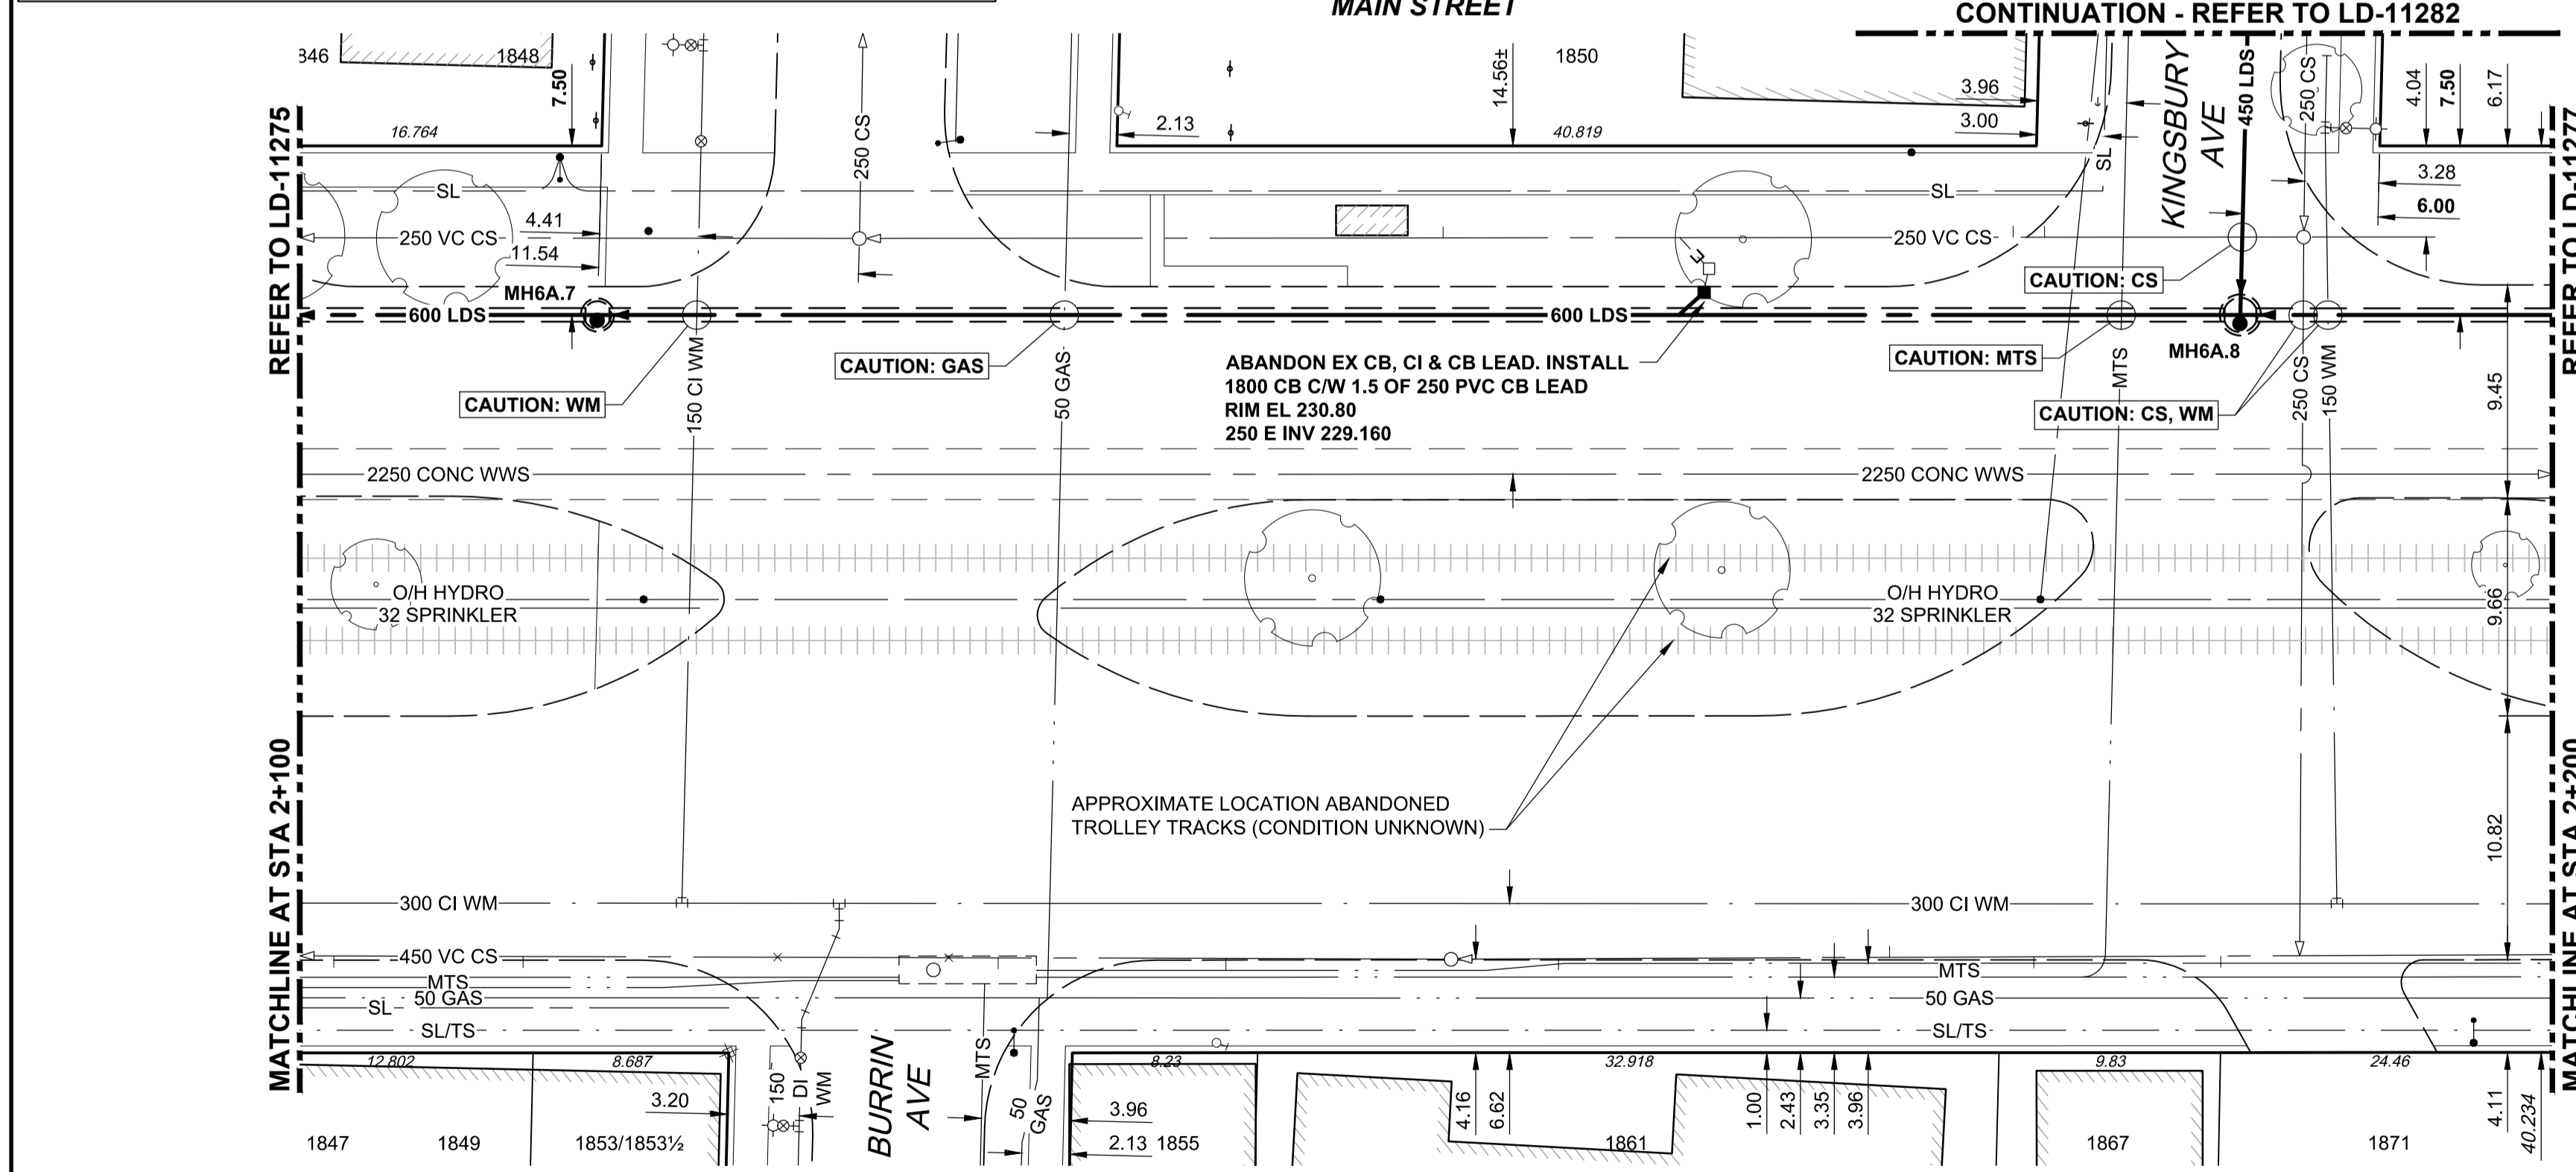 MAIN STREET
CONTINUATION - REFER TO LD-11282
1848
7.50
16.764
REFER TO LD-11275
SL
4.41
250 VC CS
11.54
MH6A.7
600 LDS
250 CS
2.13
14.56±
1850
40.819
3.96
3.00
SL
SL
KINGSBURY
AVE
450 LDS
250 CS
4.04
7.50
6.17
3.28
6.00
REFER TO LD-11277
250 VC CS
CAUTION: CS
600 LDS
CAUTION: WM
150 CI WM
CAUTION: GAS
50 GAS
ABANDON EX CB, CI & CB LEAD. INSTALL
1800 CB C/W 1.5 OF 250 PVC CB LEAD
RIM EL 230.80
250 E INV 229.160
CAUTION: MTS
MTS
MH6A.8
CAUTION: CS, WM
250 CS
150 WM
9.45
2250 CONC WWS
2250 CONC WWS
O/H HYDRO
32 SPRINKLER
O/H HYDRO
32 SPRINKLER
9.66
APPROXIMATE LOCATION ABANDONED
TROLLEY TRACKS (CONDITION UNKNOWN)
10.82
MATCHLINE AT STA 2+100
MATCHLINE AT STA 2+200
300 CI WM
300 CI WM
450 VC CS
MTS
50 GAS
SL
SL/TS
MTS
50 GAS
SL/TS
12.802
8.687
8.23
32.918
9.83
24.46
3.20
150
DI
WM
BURRIN
AVE
MTS
50
GAS
3.96
2.13
4.16
6.62
1.00
2.43
3.35
3.96
4.11
40.234
1847
1849
1853/1853½
1855
1861
1867
1871